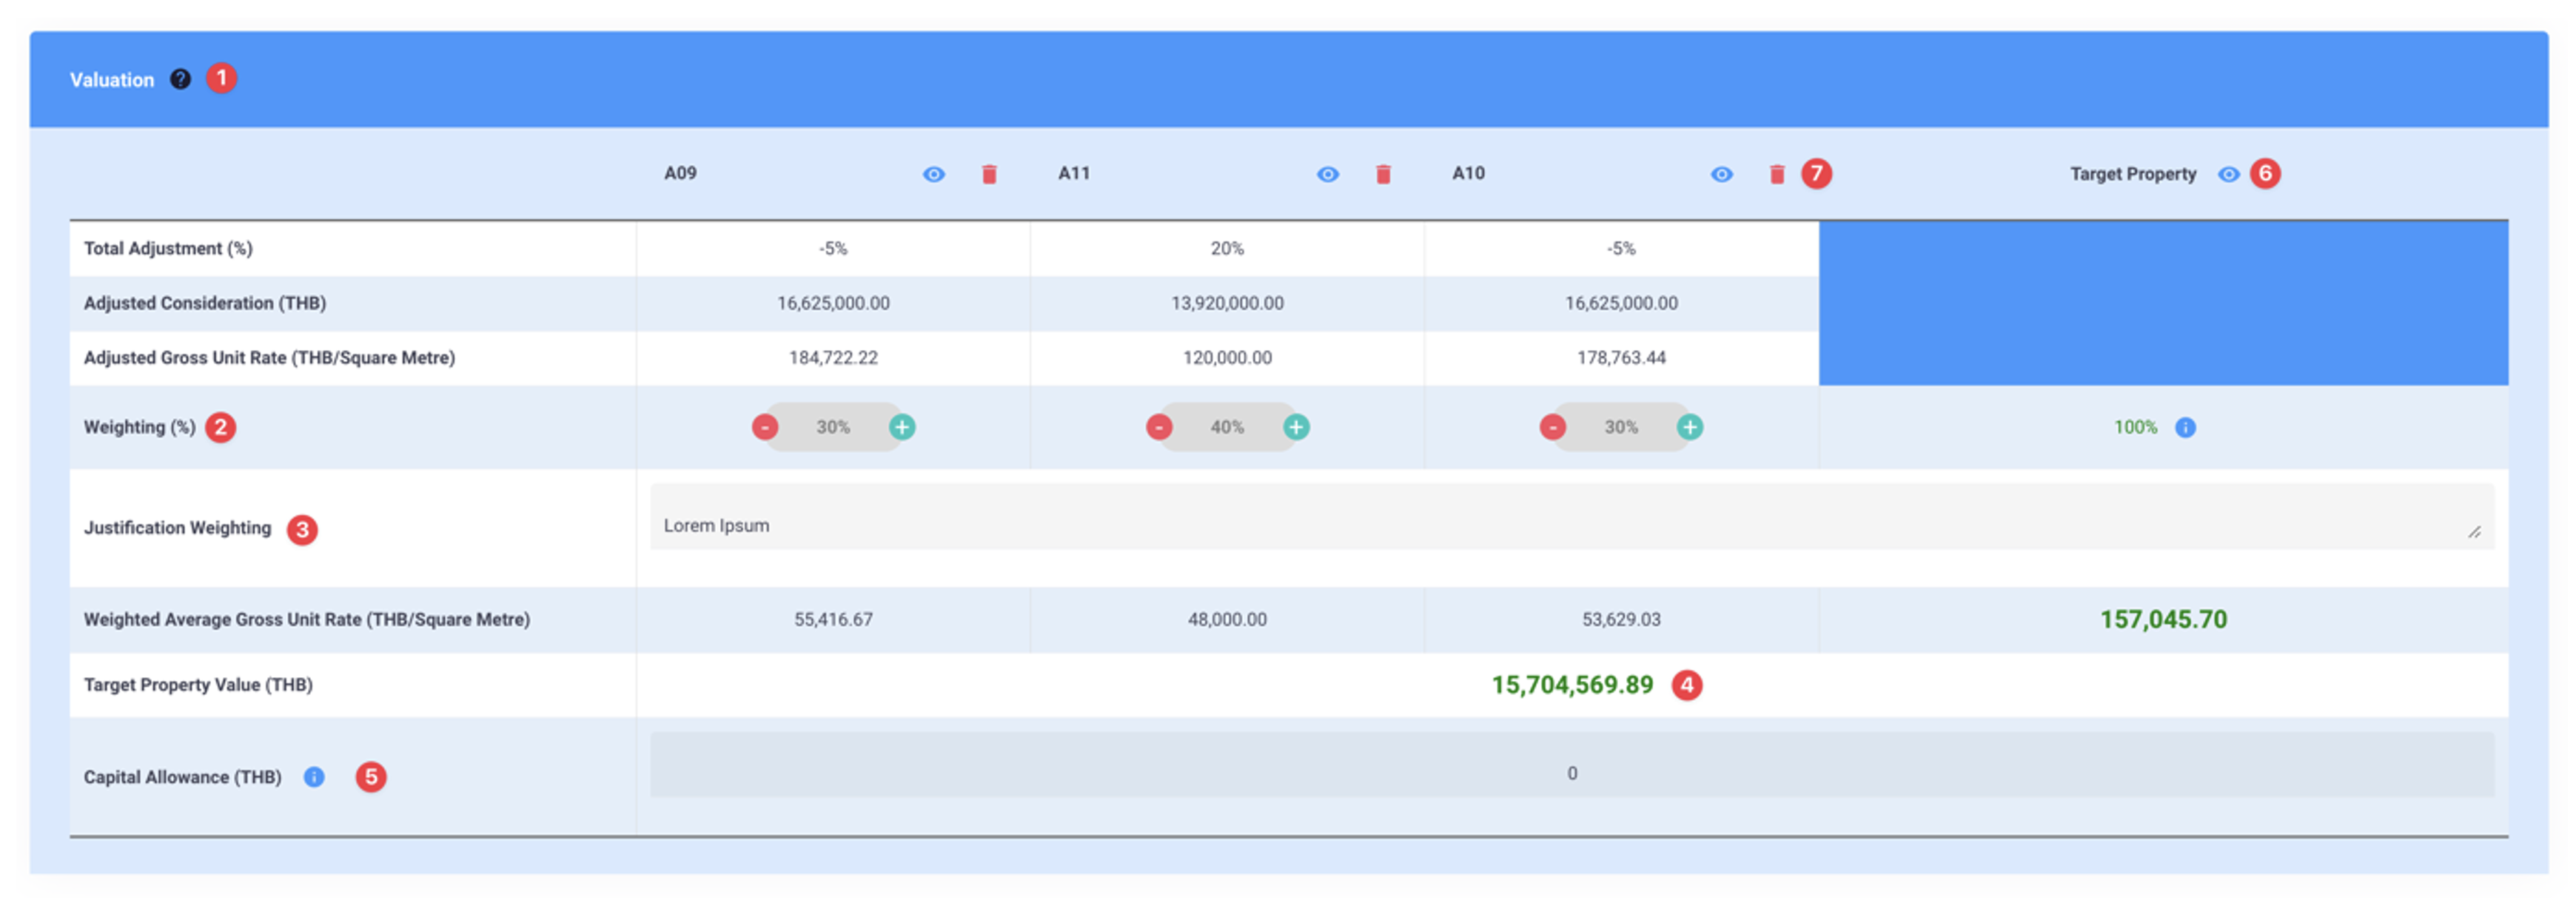 Valuation ? 1
A09 A11 A10 7 Target Property 6
Total Adjustment (%) -5% 20% -5%
Adjusted Consideration (THB) 16,625,000.00 13,920,000.00 16,625,000.00
Adjusted Gross Unit Rate (THB/Square Metre) 184,722.22 120,000.00 178,763.44
Weighting (%) 2 - 30% + - 40% + - 30% + 100% i
Justification Weighting 3 Lorem Ipsum
Weighted Average Gross Unit Rate (THB/Square Metre) 55,416.67 48,000.00 53,629.03 157,045.70
Target Property Value (THB) 15,704,569.89 4
Capital Allowance (THB) i 5 0